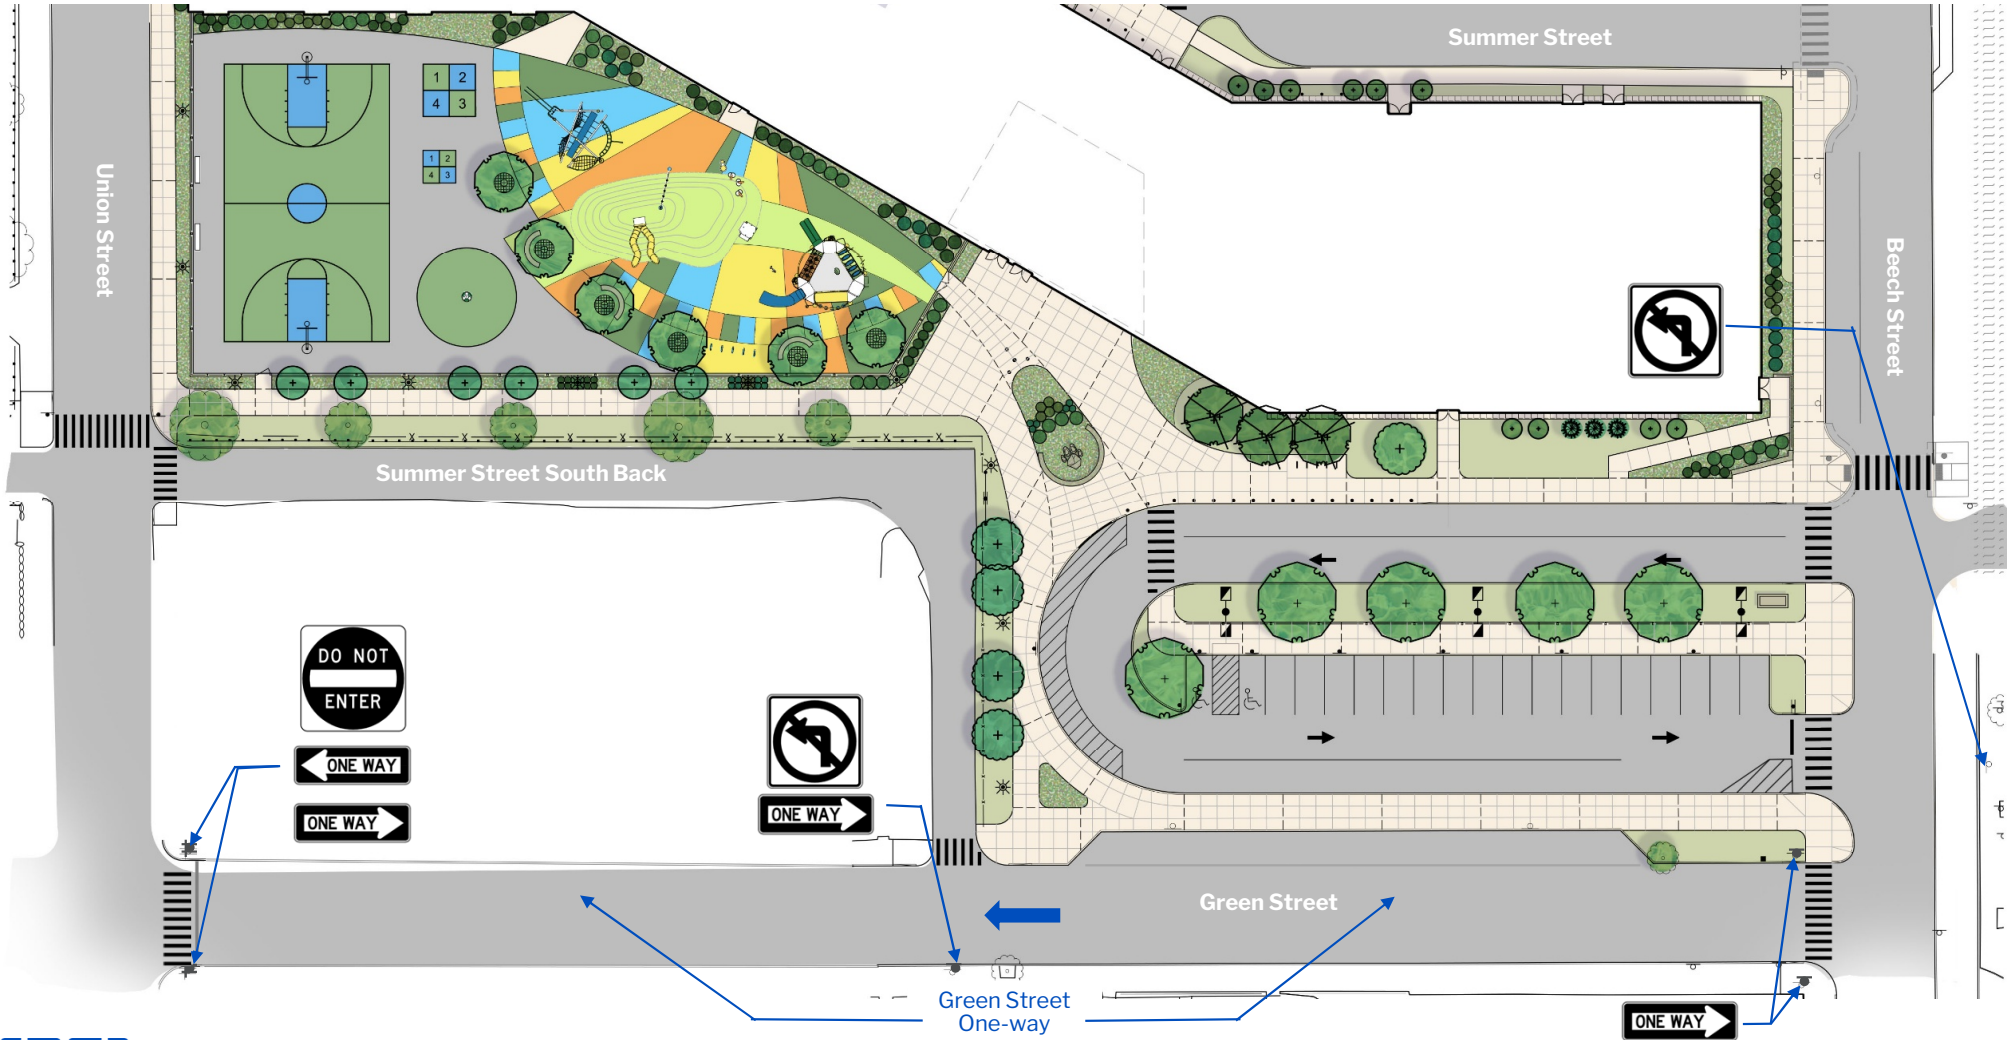 Summer Street
1 2
4 3
1 2
4 3
Union Street
Beech Street
Summer Street South Back
DO NOT
ENTER
ONE WAY
ONE WAY
ONE WAY
Green Street
Green Street
One-way
ONE WAY